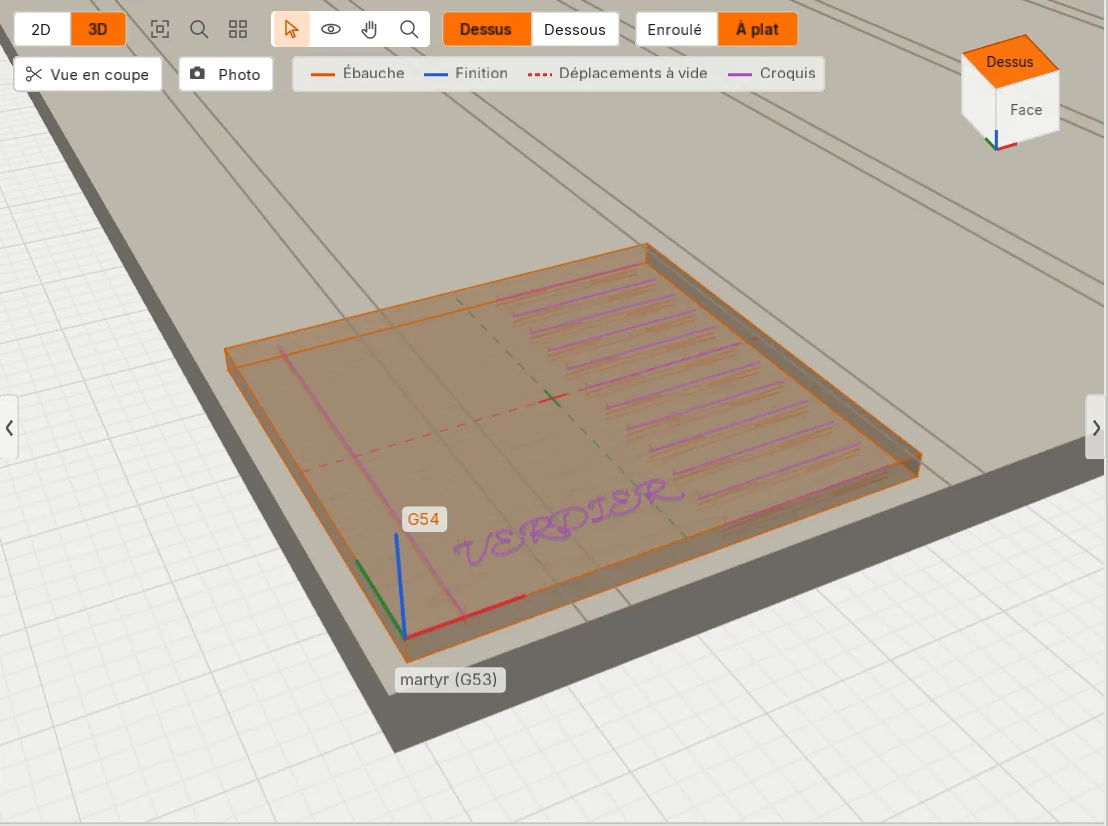 2D 3D Dessus Dessous Enroulé À plat
Vue en coupe Photo Ébauche Finition Déplacements à vide Croquis
Dessus
Face
VERDIER
G54
martyr (G53)